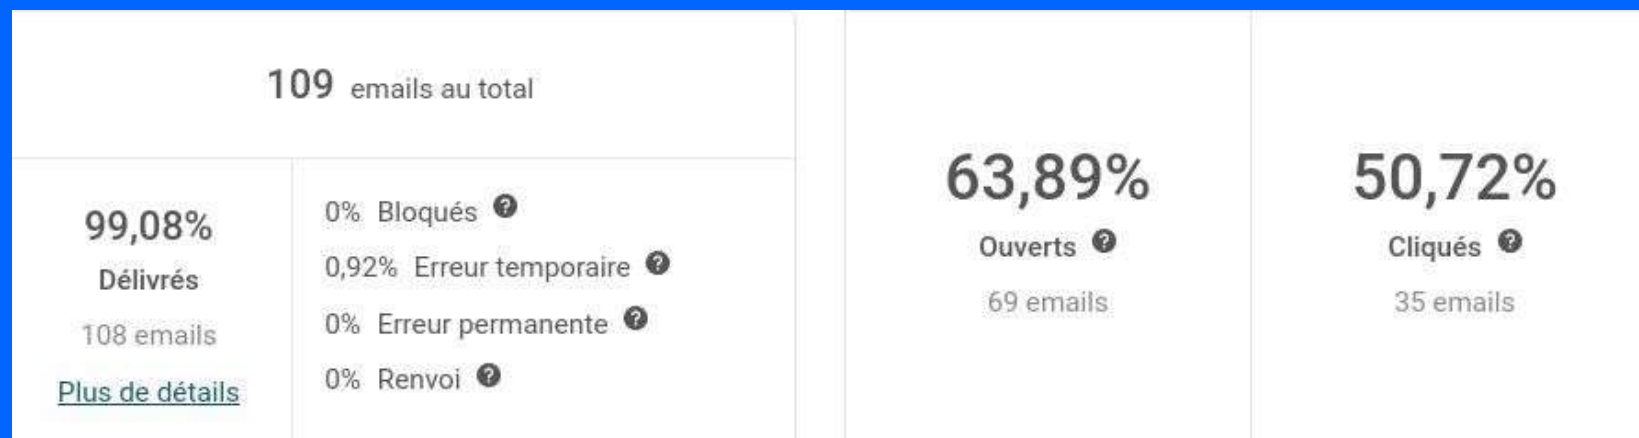 109 emails au total
99,08%
Délivrés
108 emails
Plus de détails
0% Bloqués ?
0,92% Erreur temporaire ?
0% Erreur permanente ?
0% Renvoi ?
63,89%
Ouverts ?
69 emails
50,72%
Cliqués ?
35 emails